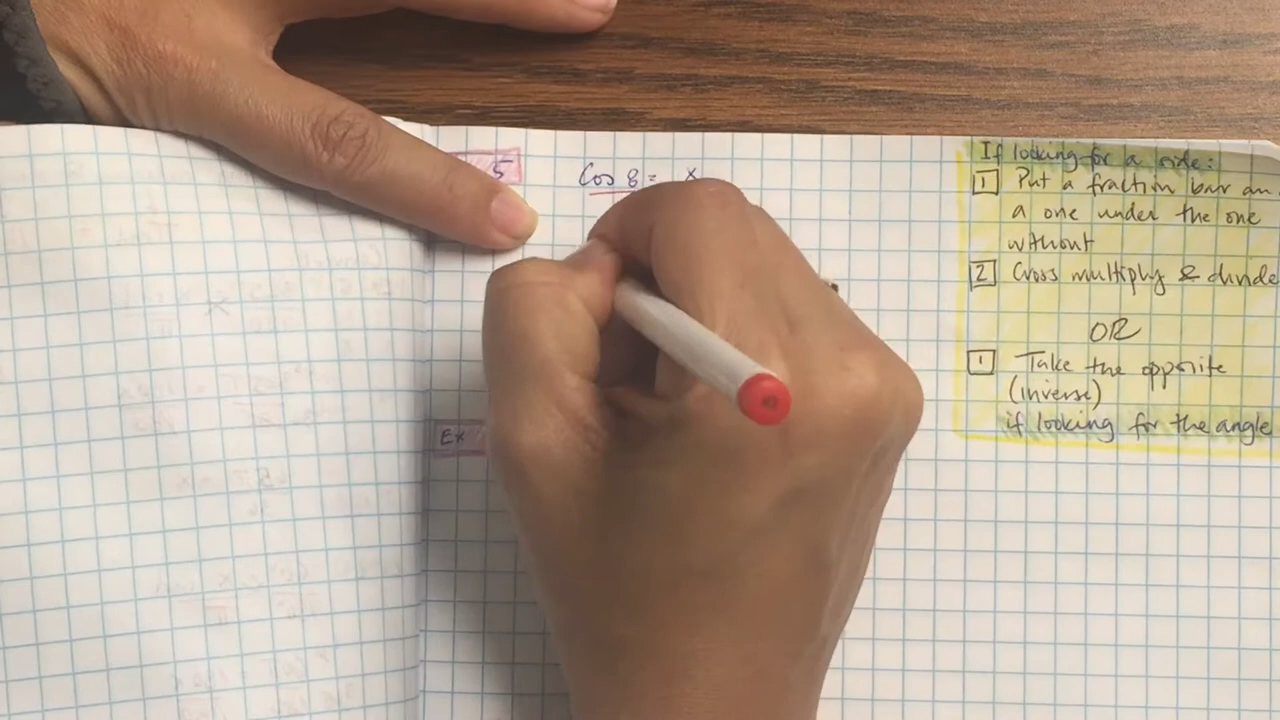 5
Cos 8 = x
Ex
If looking for a side:
1 Put a fraction bar an
a one under the one
without
2 Cross multiply & divide
OR
1 Take the opposite
(inverse)
if looking for the angle